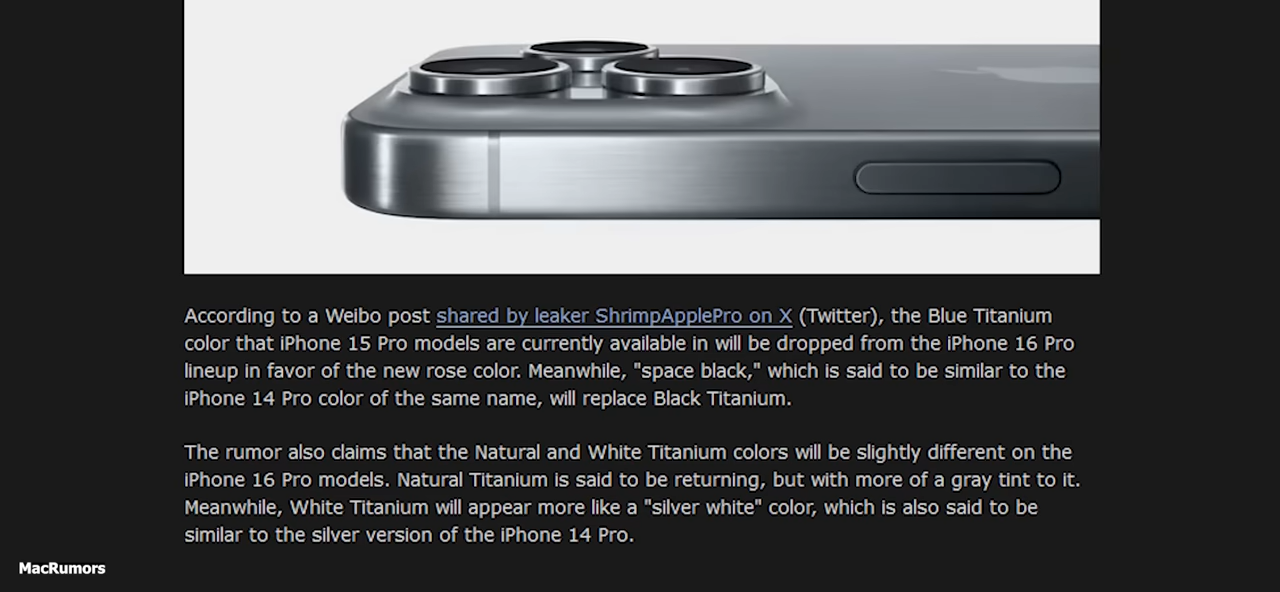 According to a Weibo post shared by leaker ShrimpApplePro on X (Twitter), the Blue Titanium
color that iPhone 15 Pro models are currently available in will be dropped from the iPhone 16 Pro
lineup in favor of the new rose color. Meanwhile, "space black," which is said to be similar to the
iPhone 14 Pro color of the same name, will replace Black Titanium.
The rumor also claims that the Natural and White Titanium colors will be slightly different on the
iPhone 16 Pro models. Natural Titanium is said to be returning, but with more of a gray tint to it.
Meanwhile, White Titanium will appear more like a "silver white" color, which is also said to be
similar to the silver version of the iPhone 14 Pro.
MacRumors